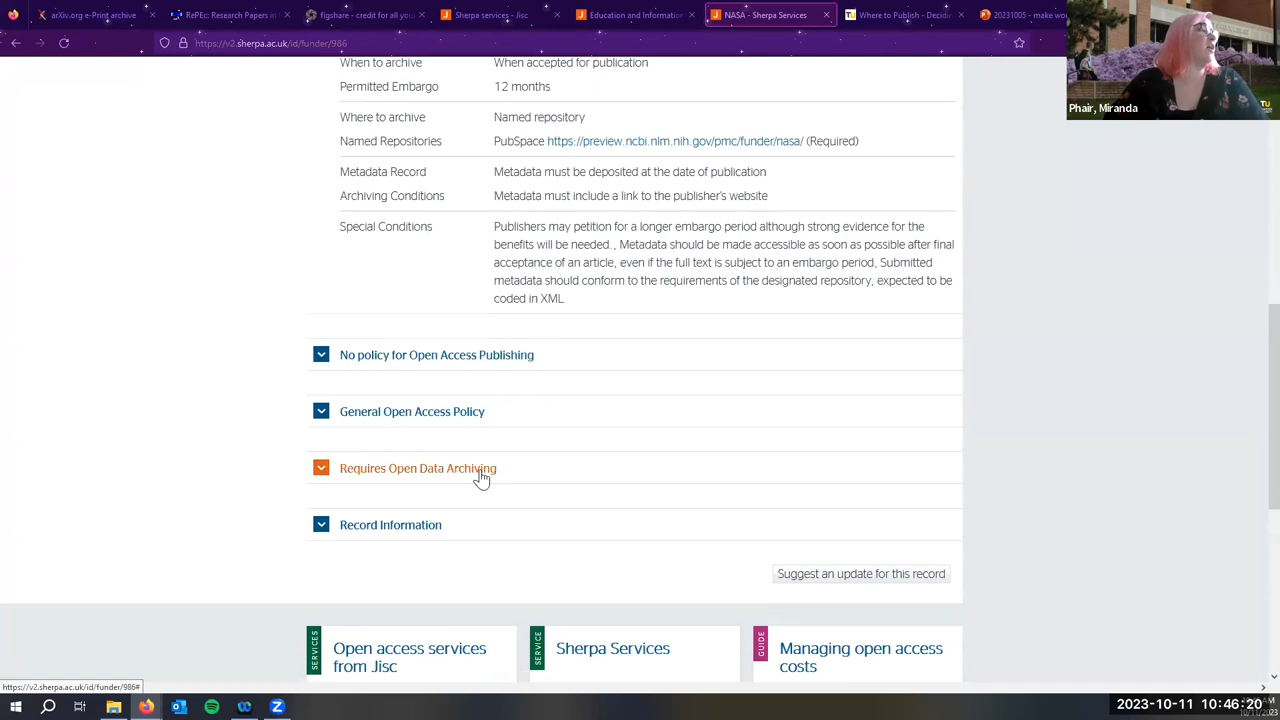 arXiv.org e-Print archive
RePEc: Research Papers in
figshare - credit for all you
Sherpa services - Jisc
Education and Information
NASA - Sherpa Services
Where to Publish - Decidin
20231005 - make wo
https://v2.sherpa.ac.uk/id/funder/986
Phair, Miranda
TU
When to archive When accepted for publication
Permitted Embargo 12 months
Where to archive Named repository
Named Repositories PubSpace https://preview.ncbi.nlm.nih.gov/pmc/funder/nasa/ (Required)
Metadata Record Metadata must be deposited at the date of publication
Archiving Conditions Metadata must include a link to the publisher's website
Special Conditions Publishers may petition for a longer embargo period although strong evidence for the
benefits will be needed., Metadata should be made accessible as soon as possible after final
acceptance of an article, even if the full text is subject to an embargo period, Submitted
metadata should conform to the requirements of the designated repository, expected to be
coded in XML
No policy for Open Access Publishing
General Open Access Policy
Requires Open Data Archiving
Record Information
Suggest an update for this record
SERVICES
Open access services
from Jisc
SERVICE
Sherpa Services
GUIDE
Managing open access
costs
https://v2.sherpa.ac.uk/id/funder/986#
2023-10-11 10:46:20